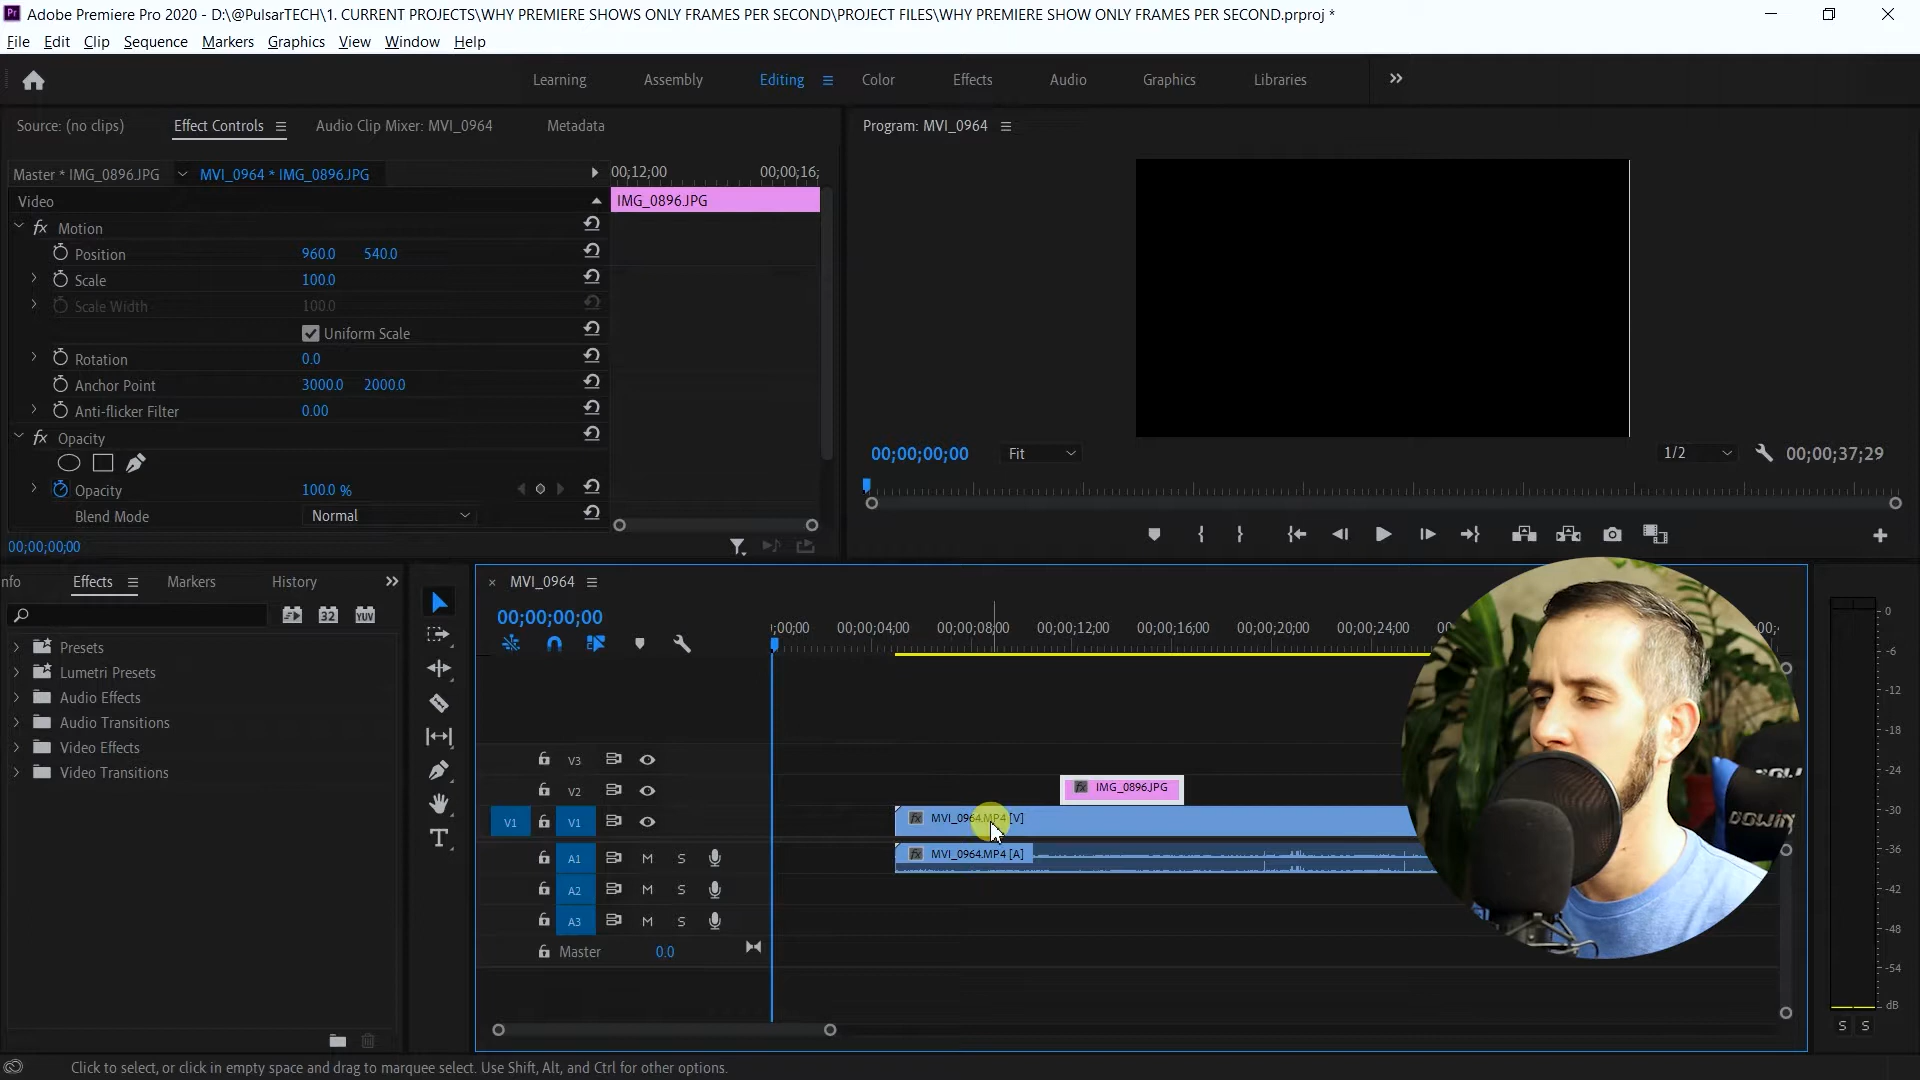 Adobe Premiere Pro 2020 - D:\@PulsarTECH\1. CURRENT PROJECTS\WHY PREMIERE SHOWS ONLY FRAMES PER SECOND\PROJECT FILES\WHY PREMIERE SHOW ONLY FRAMES PER SECOND.prproj *
File Edit Clip Sequence Markers Graphics View Window Help
Learning Assembly Editing Color Effects Audio Graphics Libraries
Source: (no clips) Effect Controls Audio Clip Mixer: MVI_0964 Metadata
Program: MVI_0964
Master * IMG_0896.JPG MVI_0964 * IMG_0896.JPG
00;12;00 00;00;16;
Video
IMG_0896.JPG
fx Motion
Position 960.0 540.0
Scale 100.0
Scale Width 100.0
Uniform Scale
Rotation 0.0
Anchor Point 3000.0 2000.0
Anti-flicker Filter 0.00
fx Opacity
Opacity 100.0 %
Blend Mode Normal
00;00;00;00
00;00;00;00 Fit 1/2 00;00;37;29
nfo Effects Markers History
32 YUV
Presets
Lumetri Presets
Audio Effects
Audio Transitions
Video Effects
Video Transitions
MVI_0964
00;00;00;00
;00;00 00;00;04;00 00;00;08;00 00;00;12;00 00;00;16;00 00;00;20;00 00;00;24;00
V3
V2
IMG_0896.JPG
V1 V1
MVI_0964.MP4 [V]
A1 M S
MVI_0964.MP4 [A]
A2 M S
A3 M S
Master 0.0
0
-6
-12
-18
-24
-30
-36
-42
-48
-54
dB
S S
Click to select, or click in empty space and drag to marquee select. Use Shift, Alt, and Ctrl for other options.